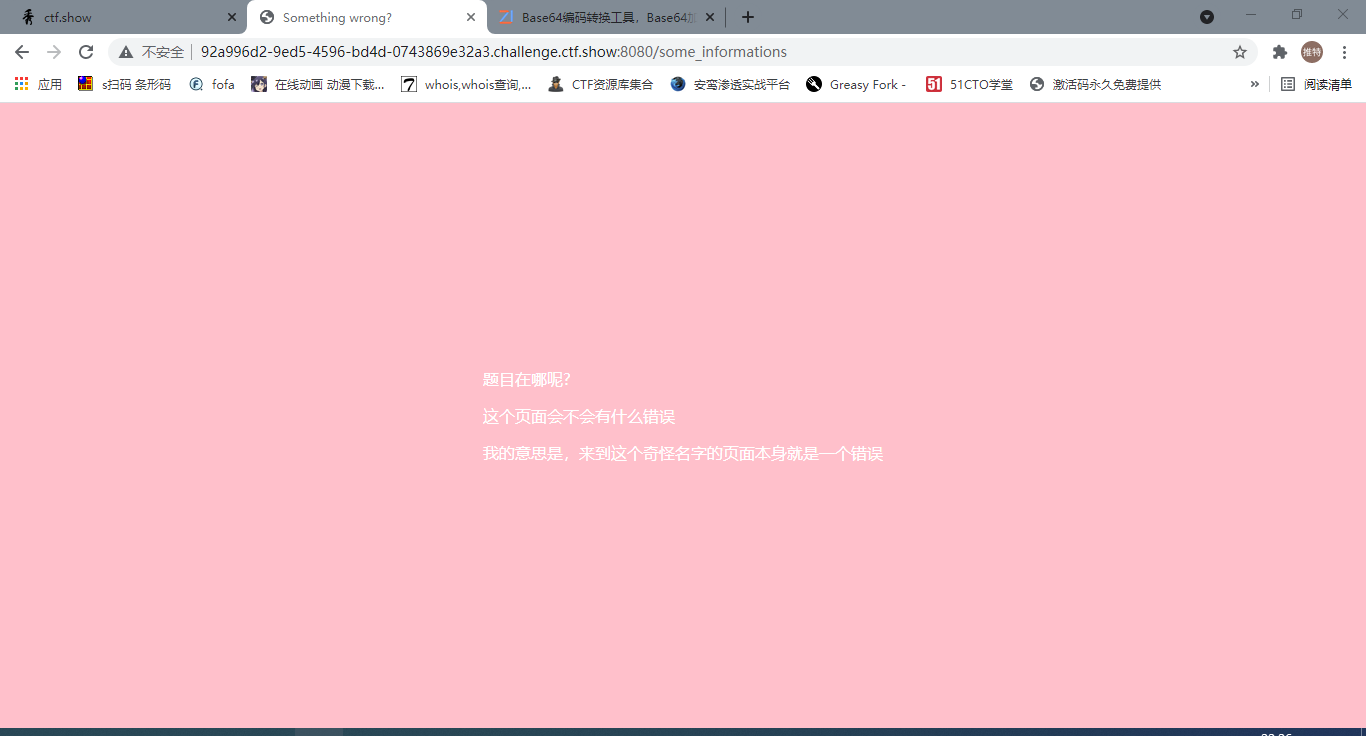 ctf.show
Something wrong?
Base64编码转换工具，Base64加
不安全
92a996d2-9ed5-4596-bd4d-0743869e32a3.challenge.ctf.show:8080/some_informations
推特
应用
s扫码 条形码
fofa
在线动画 动漫下载...
whois,whois查询,...
CTF资源库集合
安鸾渗透实战平台
Greasy Fork -
51CTO学堂
激活码永久免费提供
»
阅读清单
题目在哪呢?
这个页面会不会有什么错误
我的意思是，来到这个奇怪名字的页面本身就是一个错误